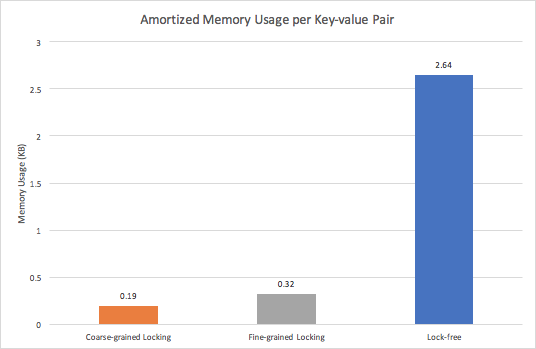 Amortized Memory Usage per Key-value Pair
Memory Usage (KB)
3
2.5
2
1.5
1
0.5
0
0.19
0.32
2.64
Coarse-grained Locking
Fine-grained Locking
Lock-free